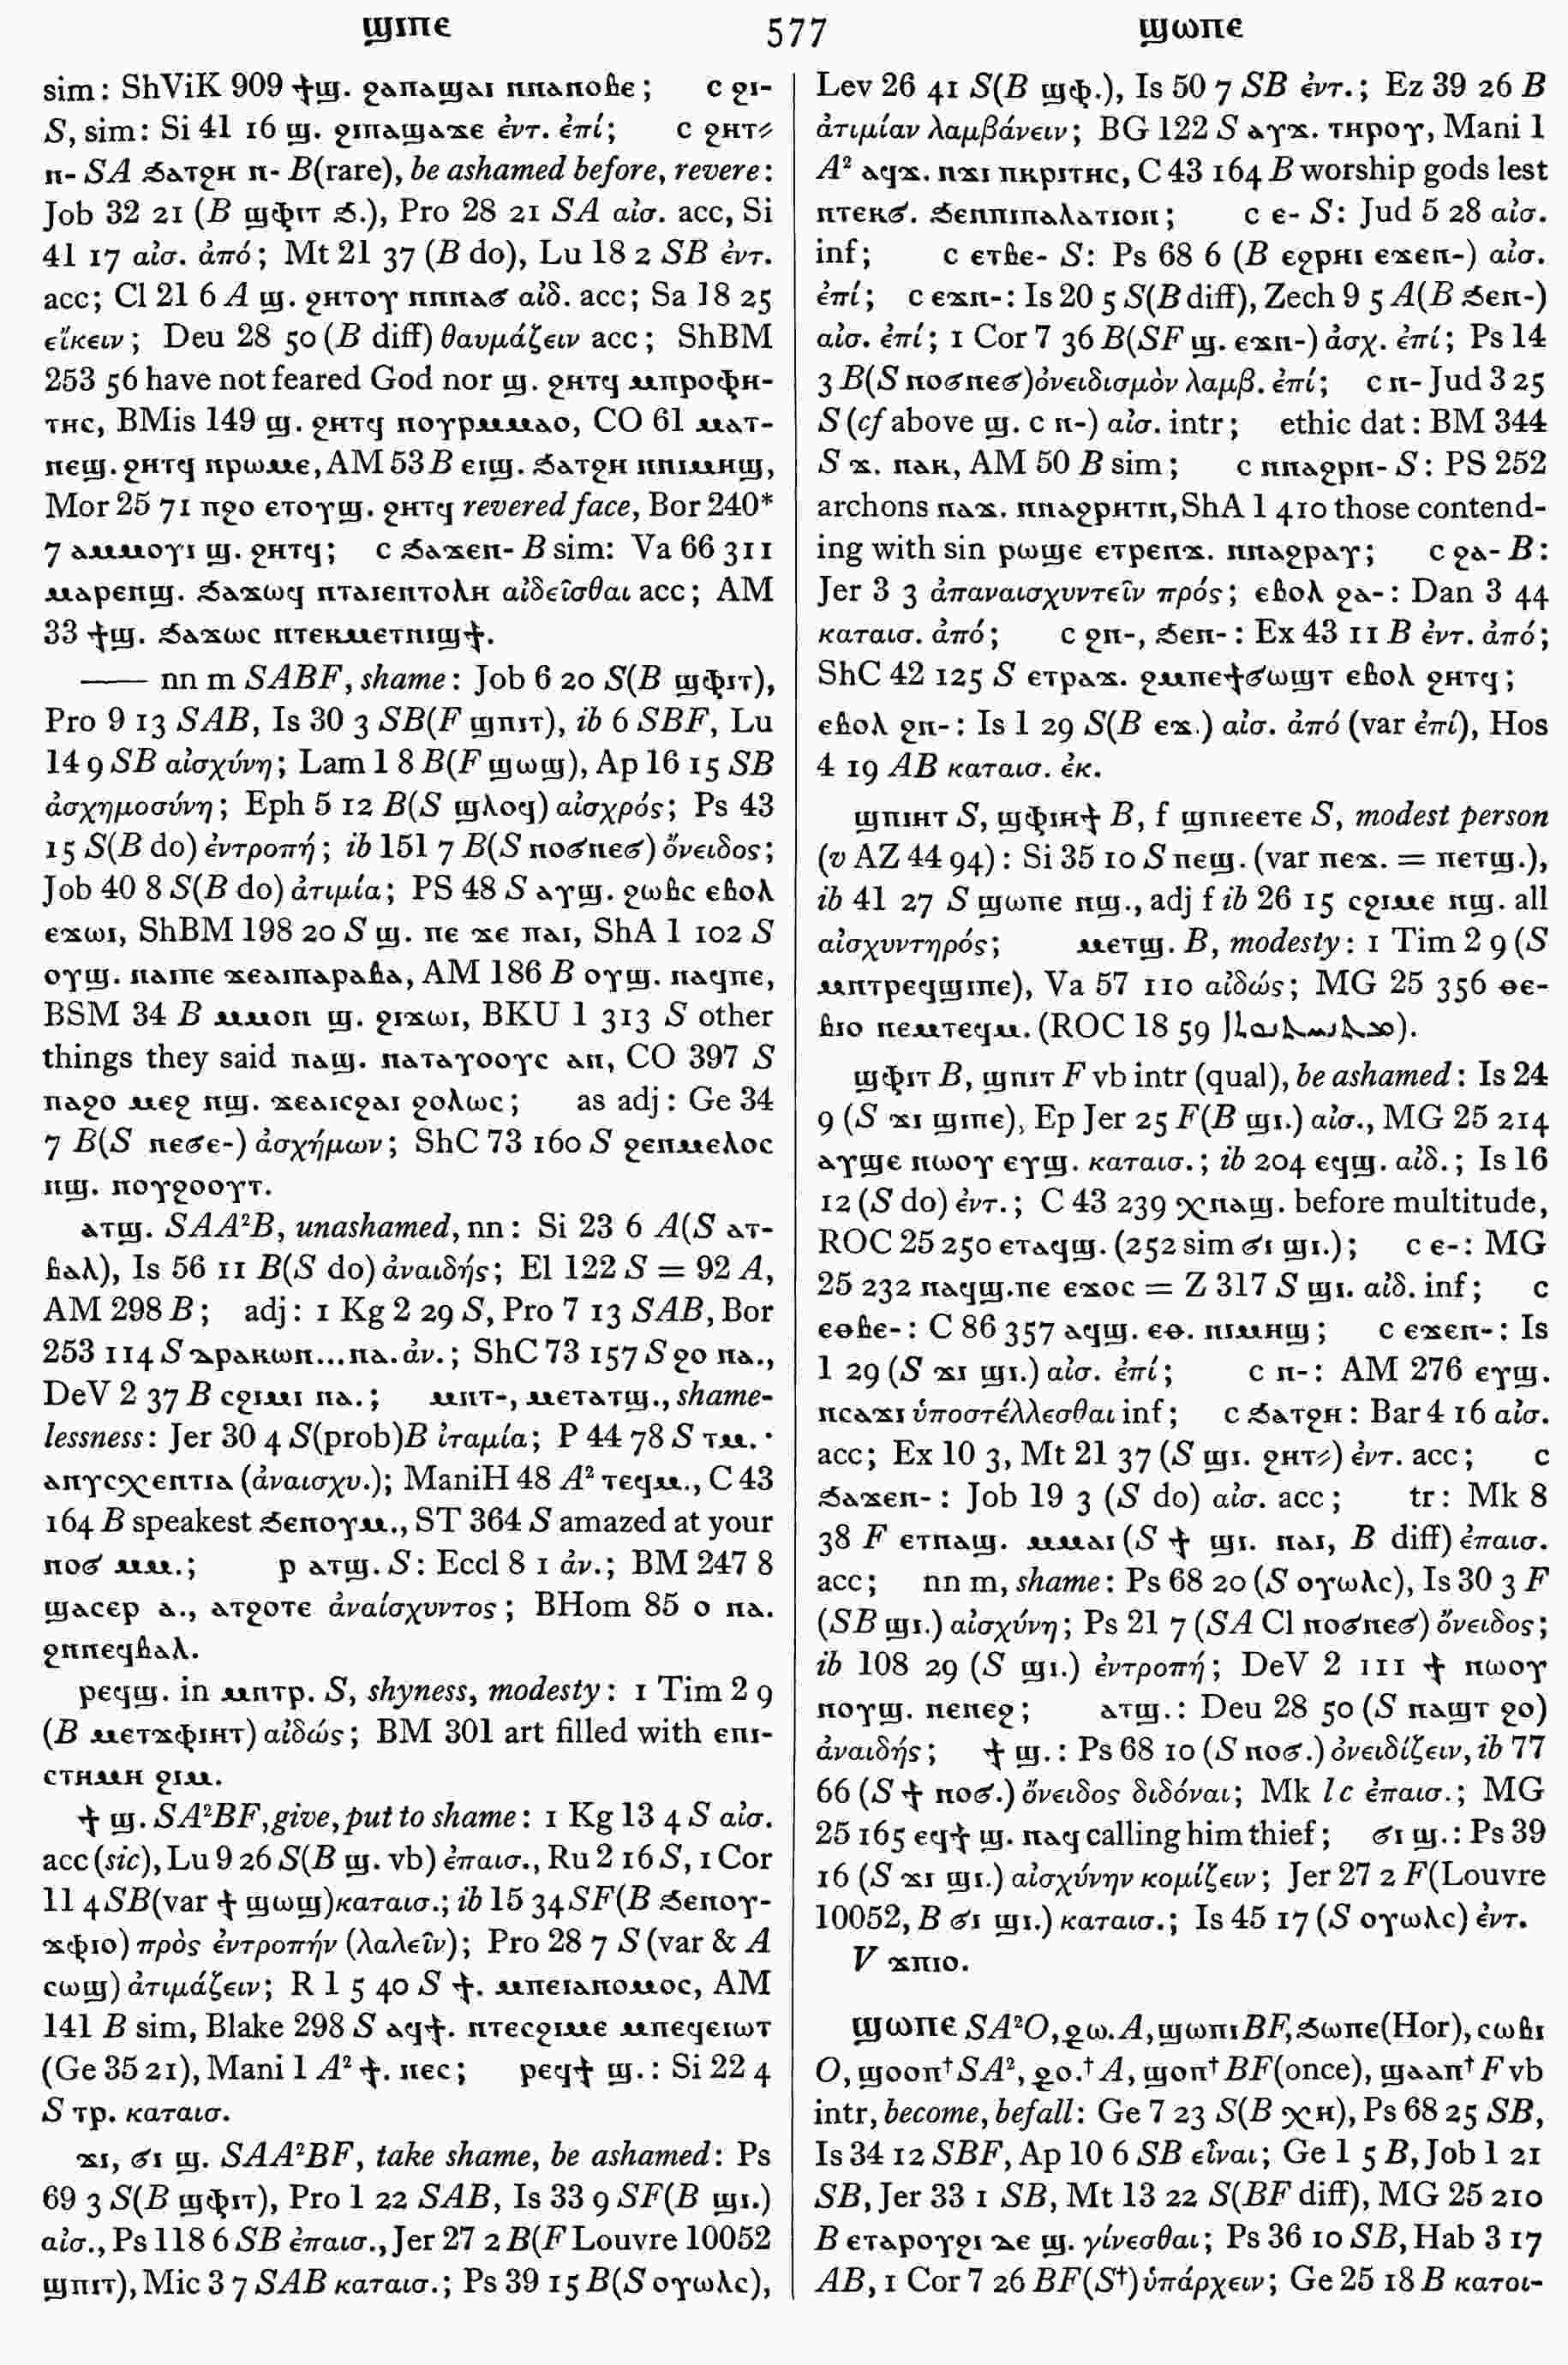 ϣⲓⲡⲉ 577 ϣⲱⲡⲉ
sim: ShViK 909 ϯϣ. ϩⲁⲡⲁϣⲁⲓ ⲛⲛⲁⲛⲟⲃⲉ; c ϩⲓ-
S, sim: Si 41 16 ϣ. ϩⲓⲡⲁϣⲁϫⲉ ἐντ. ἐπί; c ϩⲏⲧ⸗
ⲛ- SA ϧⲁⲧϩⲏ ⲛ- B(rare), be ashamed before, revere:
Job 32 21 (B ϣⲫⲓⲧ ϧ.), Pro 28 21 SA αἰσ. acc, Si
41 17 αἰσ. ἀπό; Mt 21 37 (B do), Lu 18 2 SB ἐντ.
acc; Cl 21 6 A ϣ. ϩⲏⲧⲟⲩ ⲛⲛⲛⲁϭ αἰδ. acc; Sa 18 25
εἴκειν; Deu 28 50 (B diff) θαυμάζειν acc; ShBM
253 56 have not feared God nor ϣ. ϩⲏⲧϥ ⲙⲡⲣⲟⲫⲏ-
ⲧⲏⲥ, BMis 149 ϣ. ϩⲏⲧϥ ⲛⲟⲩⲣⲙⲙⲁⲟ, CO 61 ⲙⲁⲧ-
ⲛⲉϣ. ϩⲏⲧϥ ⲛⲣⲱⲙⲉ, AM 53 B ⲉⲓϣ. ϧⲁⲧϩⲏ ⲛⲛⲓⲙⲏϣ,
Mor 25 71 ⲡϩⲟ ⲉⲧⲟⲩϣ. ϩⲏⲧϥ revered face, Bor 240*
7 ⲁⲙⲙⲟⲩⲓ ϣ. ϩⲏⲧϥ; c ϧⲁϫⲉⲛ- B sim: Va 66 311
ⲙⲁⲣⲉⲛϣ. ϧⲁϫⲱϥ ⲛⲧⲁⲓⲉⲛⲧⲟⲗⲏ αἰδεῖσθαι acc; AM
33 ϯϣ. ϧⲁϫⲱⲥ ⲛⲧⲉⲕⲙⲉⲧⲛⲓϣϯ.
—— nn m SABF, shame: Job 6 20 S(B ϣⲫⲓⲧ),
Pro 9 13 SAB, Is 30 3 SB(F ϣⲡⲓⲧ), ib 6 SBF, Lu
14 9 SB αἰσχύνη; Lam 1 8 B(F ϣⲱϣ), Ap 16 15 SB
ἀσχημοσύνη; Eph 5 12 B(S ϣⲗⲟϥ) αἰσχρός; Ps 43
15 S(B do) ἐντροπή; ib 151 7 B(S ⲛⲟϭⲛⲉϭ) ὄνειδος;
Job 40 8 S(B do) ἀτιμία; PS 48 S ⲁⲩϣ. ϩⲱⲃⲥ ⲉⲃⲟⲗ
ⲉϫⲱⲓ, ShBM 198 20 S ϣ. ⲡⲉ ϫⲉ ⲡⲁⲓ, ShA 1 102 S
ⲟⲩϣ. ⲛⲁⲓⲡⲉ ϫⲉⲁⲓⲡⲁⲣⲁⲃⲁ, AM 186 B ⲟⲩϣ. ⲛⲁϥⲡⲉ,
BSM 34 B ⲙⲙⲟⲛ ϣ. ϩⲓϫⲱⲓ, BKU 1 313 S other
things they said ⲡⲁϣ. ⲛⲁⲧⲁⲩⲟⲟⲩⲥ ⲁⲛ, CO 397 S
ⲡⲁϩⲟ ⲙⲉϩ ⲛϣ. ϫⲉⲁⲓⲥϩⲁⲓ ϩⲟⲗⲱⲥ; as adj: Ge 34
7 B(S ⲛⲉϭⲉ-) ἀσχήμων; ShC 73 160 S ϩⲉⲛⲙⲉⲗⲟⲥ
ⲛϣ. ⲛⲟⲩϩⲟⲟⲩⲧ.
ⲁⲧϣ. SAA²B, unashamed, nn: Si 23 6 A(S ⲁⲧ-
ⲃⲁⲗ), Is 56 11 B(S do) ἀναιδής; El 122 S = 92 A,
AM 298 B; adj: 1 Kg 2 29 S, Pro 7 13 SAB, Bor
253 114 S ⲇⲣⲁⲕⲱⲛ...ⲛⲁ. ἀν.; ShC 73 157 S ϩⲟ ⲛⲁ.,
DeV 2 37 B ⲥϩⲓⲙⲓ ⲛⲁ.; ⲙⲛⲧ-, ⲙⲉⲧⲁⲧϣ., shame-
lessness: Jer 30 4 S(prob)B ἰταμία; P 44 78 S ⲧⲙ. ·
ⲁⲛⲩⲥⲭⲉⲛⲧⲓⲁ (ἀναισχυ.); ManiH 48 A² ⲧⲉϥⲙ., C 43
164 B speakest ϧⲉⲛⲟⲩⲙ., ST 364 S amazed at your
ⲛⲟϭ ⲙⲙ.; ⲣ ⲁⲧϣ. S: Eccl 8 1 ἀν.; BM 247 8
ϣⲁⲥⲉⲣ ⲁ., ⲁⲧϩⲟⲧⲉ ἀναίσχυντος; BHom 85 ⲟ ⲛⲁ.
ϩⲛⲛⲉϥⲃⲁⲗ.
ⲣⲉϥϣ. in ⲙⲛⲧⲣ. S, shyness, modesty: 1 Tim 2 9
(B ⲙⲉⲧϫⲫⲓⲏⲧ) αἰδώς; BM 301 art filled with ⲉⲡⲓ-
ⲥⲧⲏⲙⲏ ϩⲓⲙ.
ϯ ϣ. SA²BF, give, put to shame: 1 Kg 13 4 S αἰσ.
acc (sic), Lu 9 26 S(B ϣ. vb) ἐπαισ., Ru 2 16 S, 1 Cor
11 4 SB(var ϯ ϣⲱϣ) καταισ.; ib 15 34 SF(B ϧⲉⲛⲟⲩ-
ϫⲫⲓⲟ) πρὸς ἐντροπήν (λαλεῖν); Pro 28 7 S (var & A
ⲥⲱϣ) ἀτιμάζειν; R 1 5 40 S ϯ. ⲙⲡⲉⲓⲁⲛⲟⲙⲟⲥ, AM
141 B sim, Blake 298 S ⲁϥϯ. ⲛⲧⲉⲥϩⲓⲙⲉ ⲙⲡⲉϥⲉⲓⲱⲧ
(Ge 35 21), Mani 1 A² ϯ. ⲛⲉⲥ; ⲣⲉϥϯ ϣ.: Si 22 4
S ⲧⲣ. καταισ.
ϫⲓ, ϭⲓ ϣ. SAA²BF, take shame, be ashamed: Ps
69 3 S(B ϣⲫⲓⲧ), Pro 1 22 SAB, Is 33 9 SF(B ϣⲓ.)
αἰσ., Ps 118 6 SB ἐπαισ., Jer 27 2 B(F Louvre 10052
ϣⲡⲓⲧ), Mic 3 7 SAB καταισ.; Ps 39 15 B(S ⲟⲩⲱⲗⲥ),
Lev 26 41 S(B ϣⲫ.), Is 50 7 SB ἐντ.; Ez 39 26 B
ἀτιμίαν λαμβάνειν; BG 122 S ⲁⲩϫ. ⲧⲏⲣⲟⲩ, Mani 1
A² ⲁϥϫ. ⲛϫⲓ ⲡⲕⲣⲓⲧⲏⲥ, C 43 164 B worship gods lest
ⲛⲧⲉⲕϭ. ϧⲉⲛⲡⲓⲡⲁⲗⲁⲧⲓⲟⲛ; c ⲉ- S: Jud 5 28 αἰσ.
inf; c ⲉⲧⲃⲉ- S: Ps 68 6 (B ⲉϩⲣⲏⲓ ⲉϫⲉⲛ-) αἰσ.
ἐπί; c ⲉϫⲛ-: Is 20 5 S(B diff), Zech 9 5 A(B ϧⲉⲛ-)
αἰσ. ἐπί; 1 Cor 7 36 B(SF ϣ. ⲉϫⲛ-) ἀσχ. ἐπί; Ps 14
3 B(S ⲛⲟϭⲛⲉϭ) ὀνειδισμὸν λαμβ. ἐπί; c ⲛ- Jud 3 25
S (cf above ϣ. c ⲛ-) αἰσ. intr; ethic dat: BM 344
S ϫ. ⲛⲁⲕ, AM 50 B sim; c ⲛⲛⲁϩⲣⲛ- S: PS 252
archons ⲛⲁϫ. ⲛⲛⲁϩⲣⲏⲧⲛ, ShA 1 410 those contend-
ing with sin ⲣⲱϣⲉ ⲉⲧⲣⲉⲛϫ. ⲛⲛⲁϩⲣⲁⲩ; c ϩⲁ- B:
Jer 3 3 ἀπαναισχυντεῖν πρός; ⲉⲃⲟⲗ ϩⲁ-: Dan 3 44
καταισ. ἀπό; c ϩⲛ-, ϧⲉⲛ-: Ex 43 11 B ἐντ. ἀπό;
ShC 42 125 S ⲉⲧⲣⲁϫ. ϩⲙⲡⲉϯϭⲱϣⲧ ⲉⲃⲟⲗ ϩⲏⲧϥ;
ⲉⲃⲟⲗ ϩⲛ-: Is 1 29 S(B ⲉϫ.) αἰσ. ἀπό (var ἐπί), Hos
4 19 AB καταισ. ἐκ.
ϣⲡⲓⲏⲧ S, ϣⲫⲓⲏϯ B, f ϣⲡⲓⲉⲉⲧⲉ S, modest person
(v AZ 44 94): Si 35 10 S ⲡⲉϣ. (var ⲡⲉϫ. = ⲡⲉⲧϣ.),
ib 41 27 S ϣⲱⲡⲉ ⲛϣ., adj f ib 26 15 ⲥϩⲓⲙⲉ ⲛϣ. all
αἰσχυντηρός; ⲙⲉⲧϣ. B, modesty: 1 Tim 2 9 (S
ⲙⲛⲧⲣⲉϥϣⲓⲡⲉ), Va 57 110 αἰδώς; MG 25 356 ⲑⲉ-
ⲃⲓⲟ ⲛⲉⲙⲧⲉϥⲙ. (ROC 18 59 ).
ϣⲫⲓⲧ B, ϣⲡⲓⲧ F vb intr (qual), be ashamed: Is 24
9 (S ϫⲓ ϣⲓⲡⲉ), Ep Jer 25 F(B ϣⲓ.) αἰσ., MG 25 214
ⲁⲩϣⲉ ⲛⲱⲟⲩ ⲉⲩϣ. καταισ.; ib 204 ⲉϥϣ. αἰδ.; Is 16
12 (S do) ἐντ.; C 43 239 ⲭⲛⲁϣ. before multitude,
ROC 25 250 ⲉⲧⲁϥϣ. (252 sim ϭⲓ ϣⲓ.); c ⲉ-: MG
25 232 ⲛⲁϥϣ.ⲡⲉ ⲉϫⲟⲥ = Z 317 S ϣⲓ. αἰδ. inf; c
ⲉⲑⲃⲉ-: C 86 357 ⲁϥϣ. ⲉⲑ. ⲡⲓⲙⲏϣ; c ⲉϫⲉⲛ-: Is
1 29 (S ϫⲓ ϣⲓ.) αἰσ. ἐπί; c ⲛ-: AM 276 ⲉⲩϣ.
ⲛⲥⲁϫⲓ ὑποστέλλεσθαι inf; c ϧⲁⲧϩⲏ: Bar 4 16 αἰσ.
acc; Ex 10 3, Mt 21 37 (S ϣⲓ. ϩⲏⲧ⸗) ἐντ. acc; c
ϧⲁϫⲉⲛ-: Job 19 3 (S do) αἰσ. acc; tr: Mk 8
38 F ⲉⲧⲛⲁϣ. ⲙⲙⲁⲓ (S ϯ ϣⲓ. ⲛⲁⲓ, B diff) ἐπαισ.
acc; nn m, shame: Ps 68 20 (S ⲟⲩⲱⲗⲥ), Is 30 3 F
(SB ϣⲓ.) αἰσχύνη; Ps 21 7 (SA Cl ⲛⲟϭⲛⲉϭ) ὄνειδος;
ib 108 29 (S ϣⲓ.) ἐντροπή; DeV 2 111 ϯ ⲛⲱⲟⲩ
ⲛⲟⲩϣ. ⲛⲉⲛⲉϩ; ⲁⲧϣ.: Deu 28 50 (S ⲛⲁϣⲧ ϩⲟ)
ἀναιδής; ϯ ϣ.: Ps 68 10 (S ⲛⲟϭ.) ὀνειδίζειν, ib 77
66 (S ϯ ⲛⲟϭ.) ὄνειδος διδόναι; Mk l c ἐπαισ.; MG
25 165 ⲉϥϯ ϣ. ⲛⲁϥ calling him thief; ϭⲓ ϣ.: Ps 39
16 (S ϫⲓ ϣⲓ.) αἰσχύνην κομίζειν; Jer 27 2 F(Louvre
10052, B ϭⲓ ϣⲓ.) καταισ.; Is 45 17 (S ⲟⲩⲱⲗⲥ) ἐντ.
V ϫⲡⲓⲟ.
ϣⲱⲡⲉ SA²O, ϩⲱ. A, ϣⲱⲡⲓ BF, ϧⲱⲡⲉ(Hor), ⲥⲱⲃⲓ
O, ϣⲟⲟⲡ† SA², ϩⲟ.† A, ϣⲟⲡ† BF(once), ϣⲁⲁⲡ† F vb
intr, become, befall: Ge 7 23 S(B ⲭⲏ), Ps 68 25 SB,
Is 34 12 SBF, Ap 10 6 SB εἶναι; Ge 1 5 B, Job 1 21
SB, Jer 33 1 SB, Mt 13 22 S(BF diff), MG 25 210
B ⲉⲧⲁⲣⲟⲩϩⲓ ⲇⲉ ϣ. γίνεσθαι; Ps 36 10 SB, Hab 3 17
AB, 1 Cor 7 26 BF(S†) ὑπάρχειν; Ge 25 18 B κατοι-